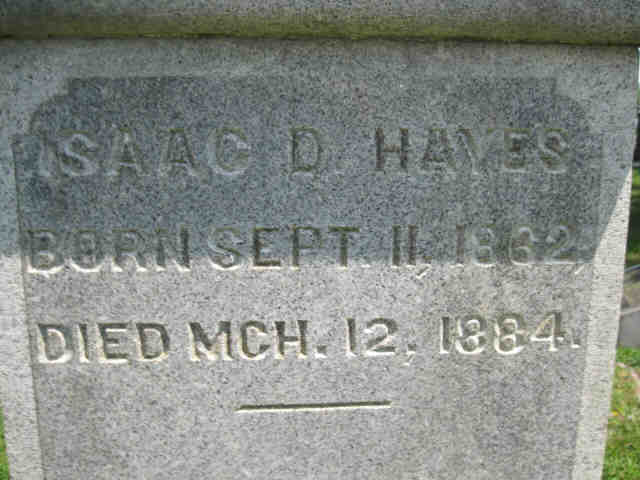 ISAAC D. HAYES
BORN SEPT. 11, 1862,
DIED MCH. 12, 1884.